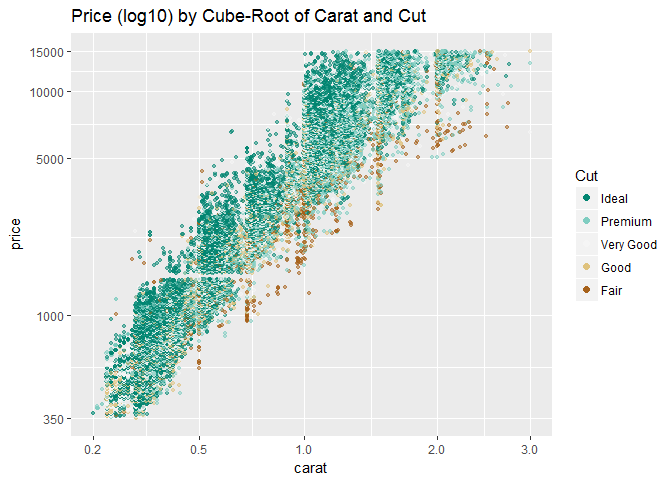 Price (log10) by Cube-Root of Carat and Cut
15000
10000
5000
1000
350
price
0.2
0.5
1.0
2.0
3.0
carat
Cut
Ideal
Premium
Very Good
Good
Fair